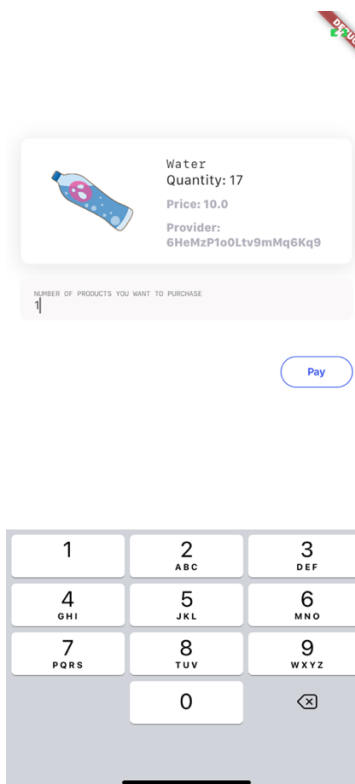 DEBUG
Water
Quantity: 17
Price: 10.0
Provider:
6HeMzP1o0Ltv9mMq6Kq9
NUMBER OF PRODUCTS YOU WANT TO PURCHASE
1
Pay
1
2
ABC
3
DEF
4
GHI
5
JKL
6
MNO
7
PQRS
8
TUV
9
WXYZ
0